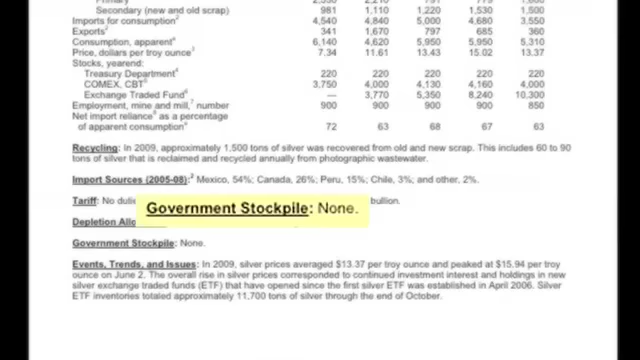 Secondary (new and old scrap) 981 1,110 1,220 1,530 1,500
Imports for consumption² 4,540 4,840 5,000 4,680 3,550
Exports² 341 1,670 797 685 360
Consumption, apparent⁴ 6,140 4,620 5,950 5,950 5,310
Price, dollars per troy ounce⁵ 7.34 11.61 13.43 15.02 13.37
Stocks, yearend:
Treasury Department⁶ 220 220 220 220 220
COMEX, CBT 3,750 4,000 4,130 4,160 4,000
Exchange Traded Fund — 3,770 5,350 8,240 10,300
Employment, mine and mill,⁷ number 900 900 900 900 850
Net import reliance⁸ as a percentage
of apparent consumption⁴ 72 63 68 67 63
Recycling: In 2009, approximately 1,500 tons of silver was recovered from old and new scrap. This includes 60 to 90
tons of silver that is reclaimed and recycled annually from photographic wastewater.
Import Sources (2005-08):² Mexico, 54%; Canada, 26%; Peru, 15%; Chile, 3%; and other, 2%.
Tariff: No bullion.
Government Stockpile: None.
Depletion
Government Stockpile: None.
Events, Trends, and Issues: In 2009, silver prices averaged $13.37 per troy ounce and peaked at $15.94 per troy
ounce on June 2. The overall rise in silver prices corresponded to continued investment interest and holdings in new
silver exchange traded funds (ETF) that have opened since the first silver ETF was established in April 2006. Silver
ETF inventories totaled approximately 11,700 tons of silver through the end of October.